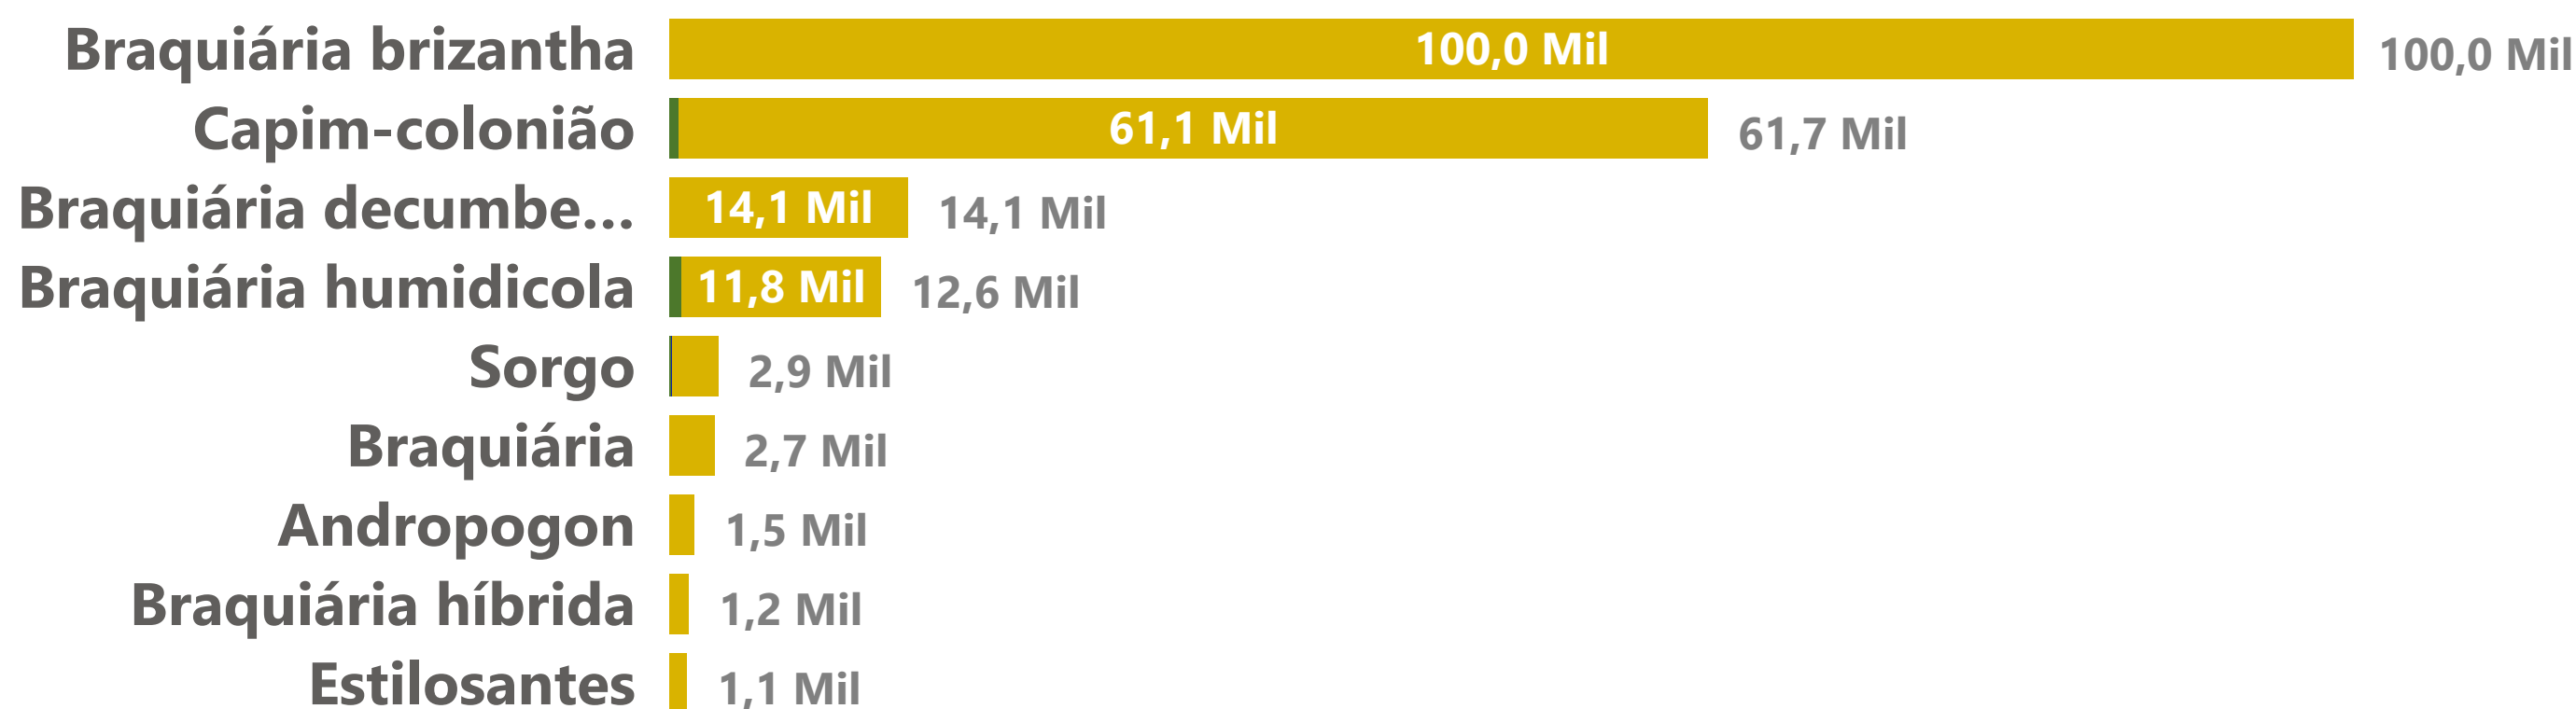 Braquiária brizantha 100,0 Mil 100,0 Mil
Capim-colonião 61,1 Mil 61,7 Mil
Braquiária decumbe... 14,1 Mil 14,1 Mil
Braquiária humidicola 11,8 Mil 12,6 Mil
Sorgo 2,9 Mil
Braquiária 2,7 Mil
Andropogon 1,5 Mil
Braquiária híbrida 1,2 Mil
Estilosantes 1,1 Mil